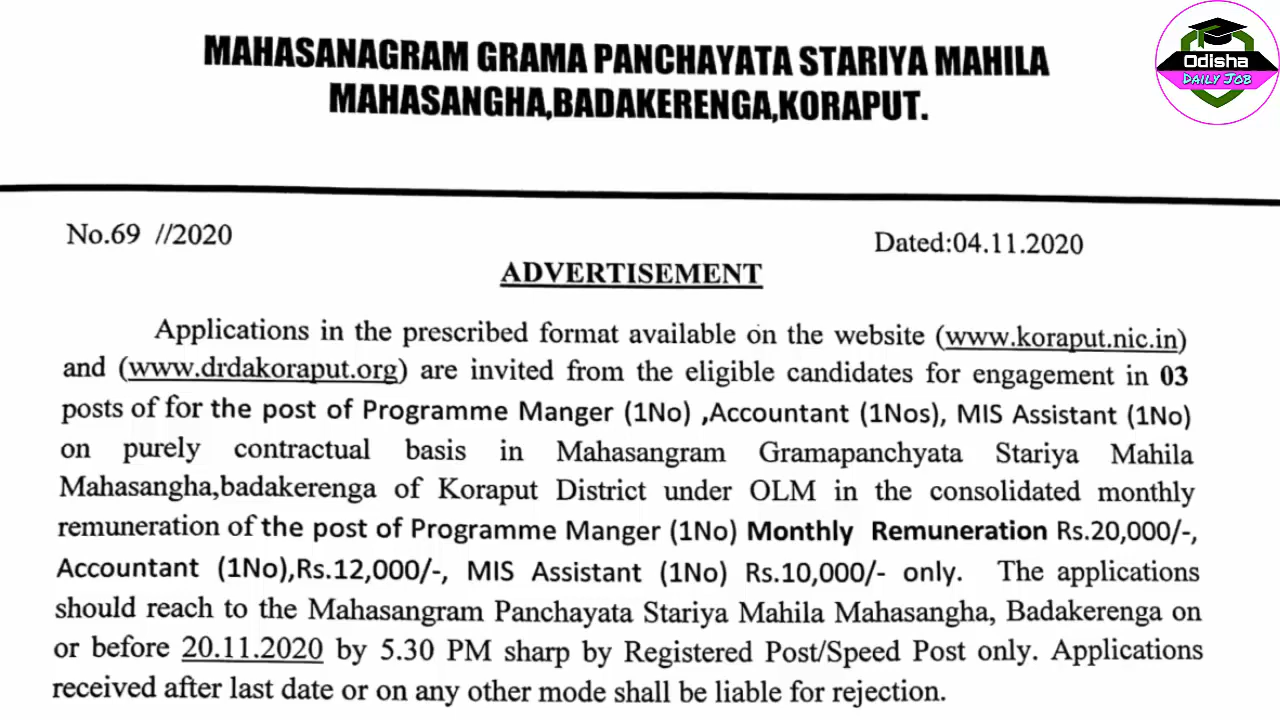 MAHASANAGRAM GRAMA PANCHAYATA STARIYA MAHILA
MAHASANGHA,BADAKERENGA,KORAPUT.
Odisha
DAILY JOB
No.69 //2020
Dated:04.11.2020
ADVERTISEMENT
Applications in the prescribed format available on the website (www.koraput.nic.in)
and (www.drdakoraput.org) are invited from the eligible candidates for engagement in 03
posts of for the post of Programme Manger (1No) ,Accountant (1Nos), MIS Assistant (1No)
on purely contractual basis in Mahasangram Gramapanchyata Stariya Mahila
Mahasangha,badakerenga of Koraput District under OLM in the consolidated monthly
remuneration of the post of Programme Manger (1No) Monthly Remuneration Rs.20,000/-,
Accountant (1No),Rs.12,000/-, MIS Assistant (1No) Rs.10,000/- only. The applications
should reach to the Mahasangram Panchayata Stariya Mahila Mahasangha, Badakerenga on
or before 20.11.2020 by 5.30 PM sharp by Registered Post/Speed Post only. Applications
received after last date or on any other mode shall be liable for rejection.